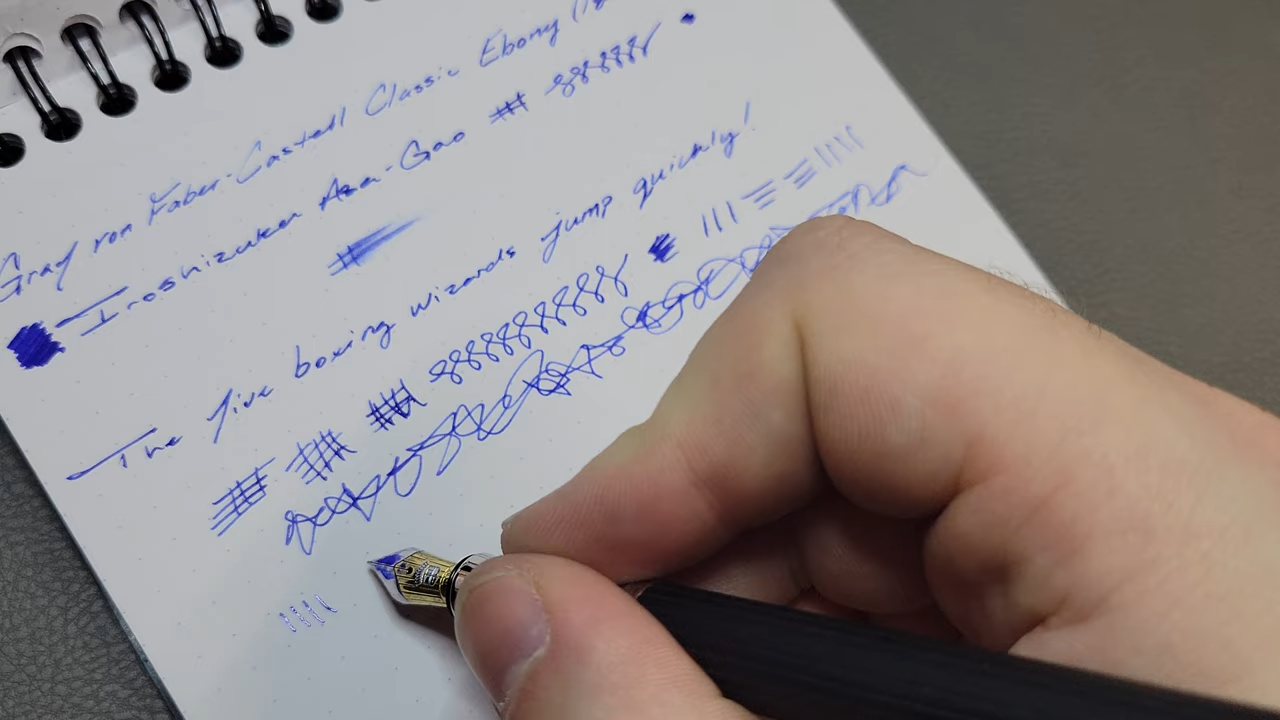 Graf von Faber-Castell Classic Ebony
Iroshizuku Asa-Gao
The five boxing wizards jump quickly!